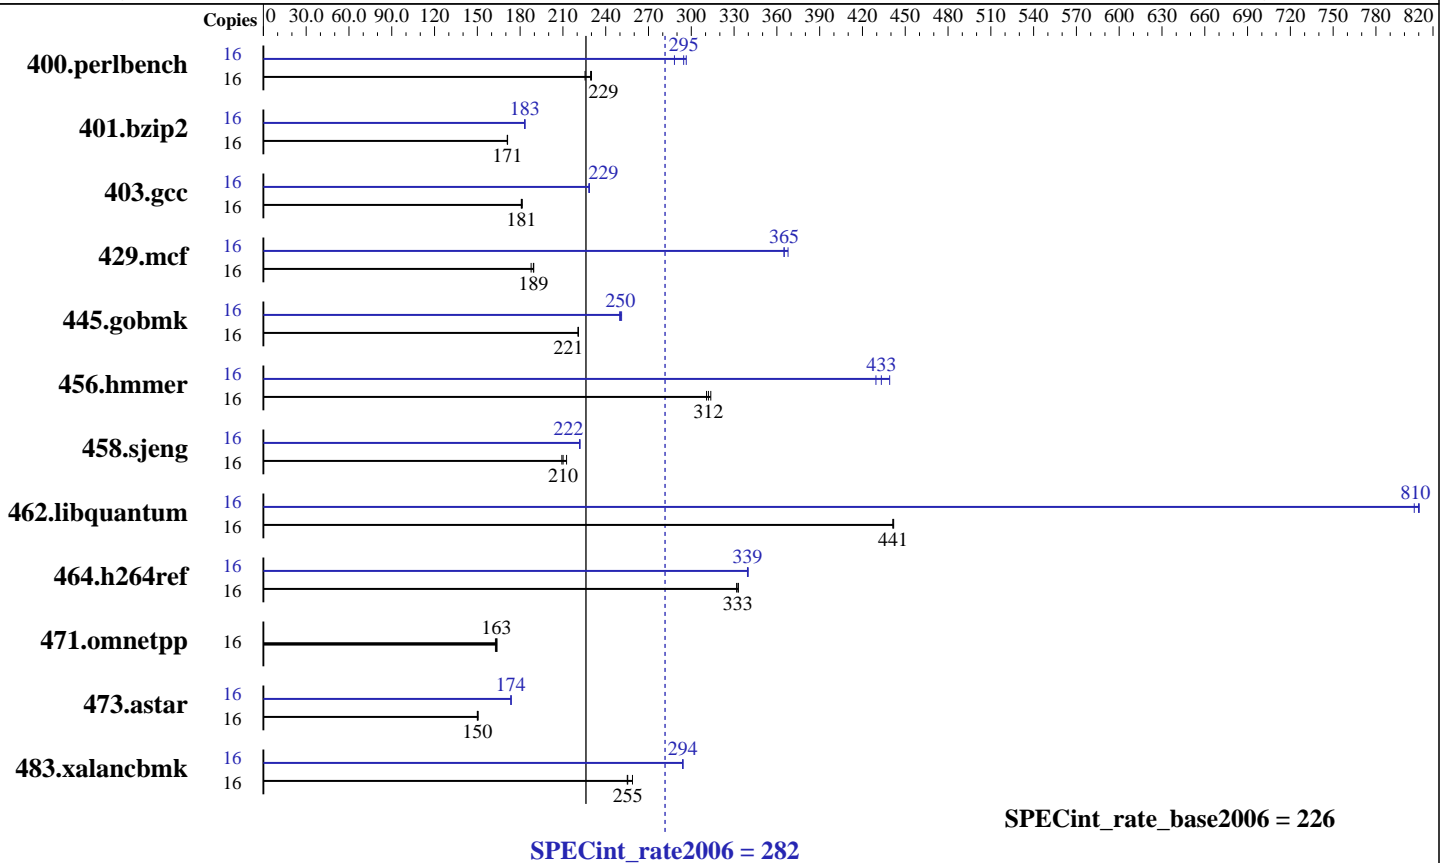 Copies 0 30.0 60.0 90.0 120 150 180 210 240 270 300 330 360 390 420 450 480 510 540 570 600 630 660 690 720 750 780 820
400.perlbench 16 295
16 229
401.bzip2 16 183
16 171
403.gcc 16 229
16 181
429.mcf 16 365
16 189
445.gobmk 16 250
16 221
456.hmmer 16 433
16 312
458.sjeng 16 222
16 210
462.libquantum 16 810
16 441
464.h264ref 16 339
16 333
471.omnetpp 16 163
473.astar 16 174
16 150
483.xalancbmk 16 294
16 255
SPECint_rate_base2006 = 226
SPECint_rate2006 = 282